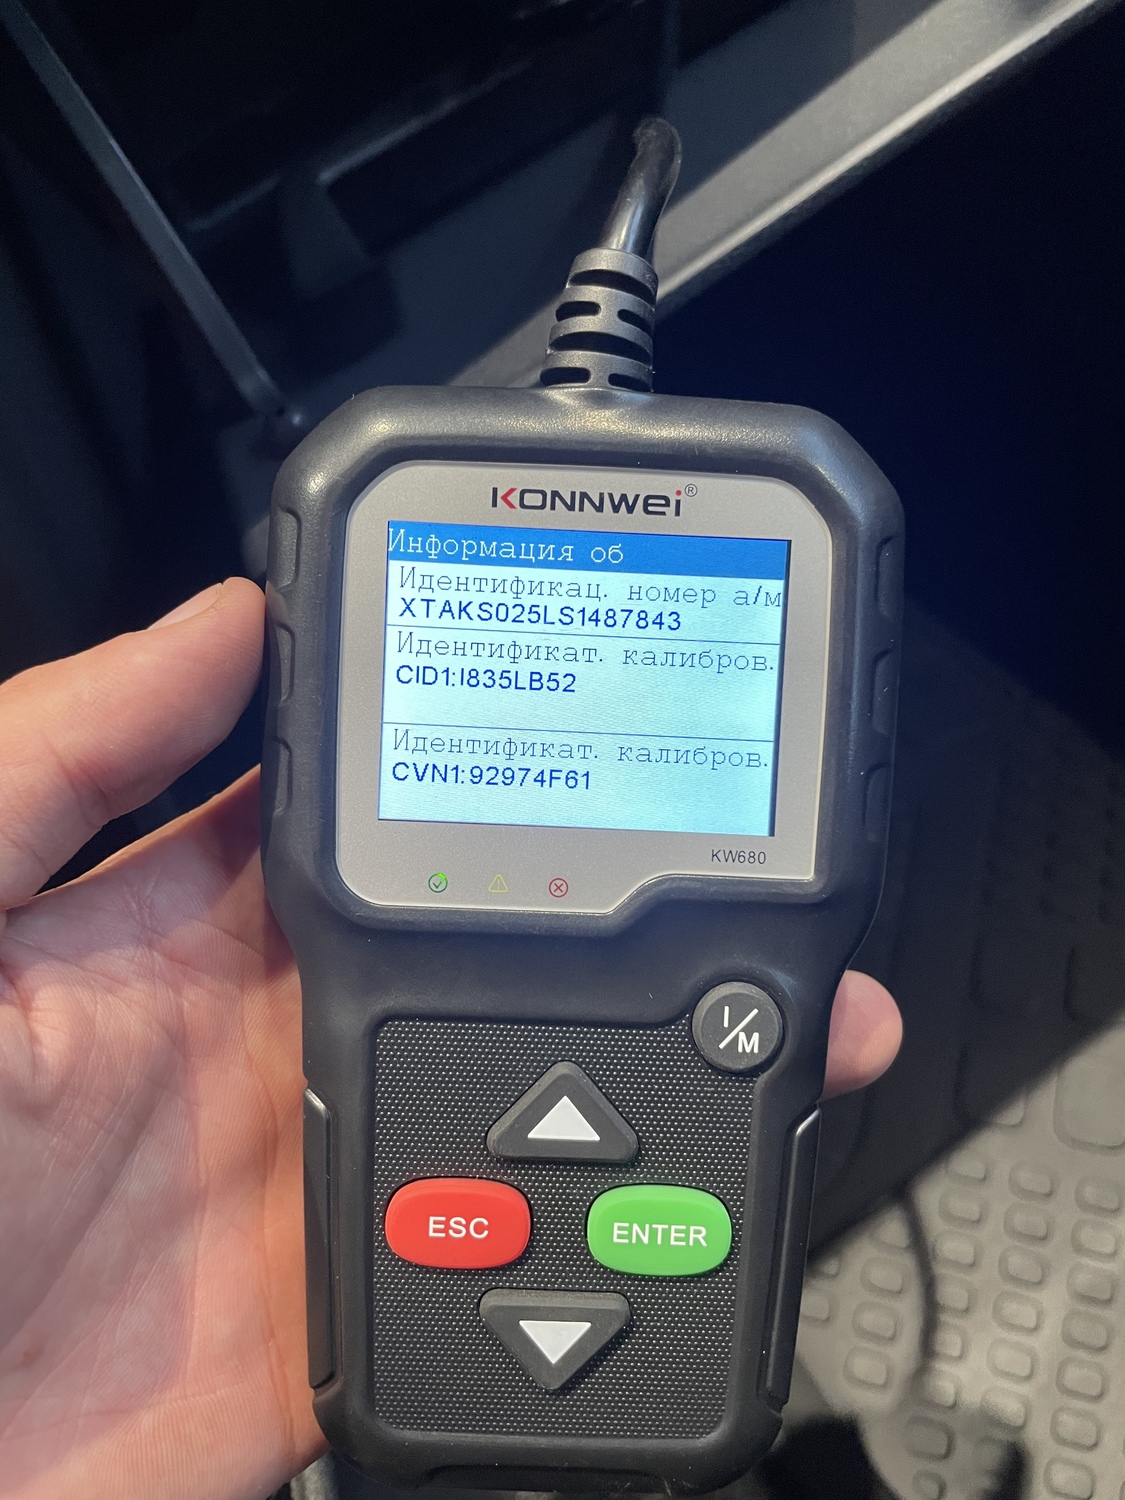 KONNWEI®
Информация об
Идентификац. номер а/м
XTAKS025LS1487843
Идентификат. калибров.
CID1:I835LB52
Идентификат. калибров.
CVN1:92974F61
KW680
I/M
ESC
ENTER